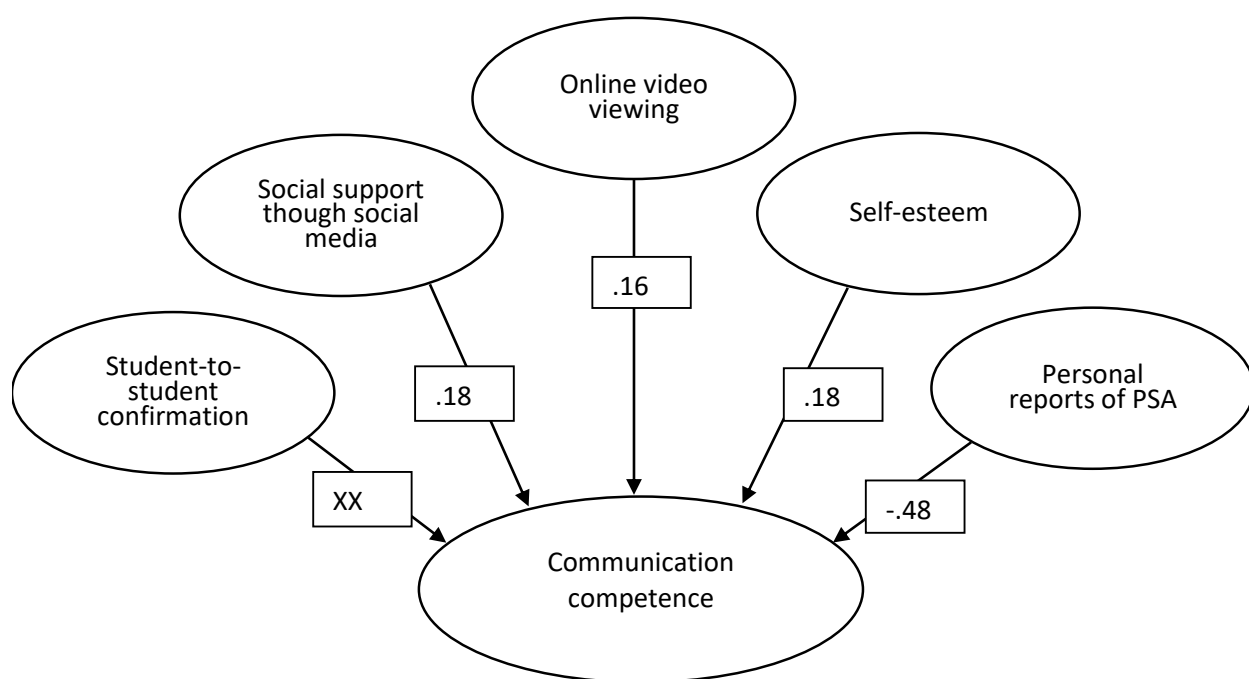 Online video
viewing
Social support
though social
media
Self-esteem
.16
Student-to-
student
confirmation
Personal
reports of PSA
.18
.18
XX
-.48
Communication
competence